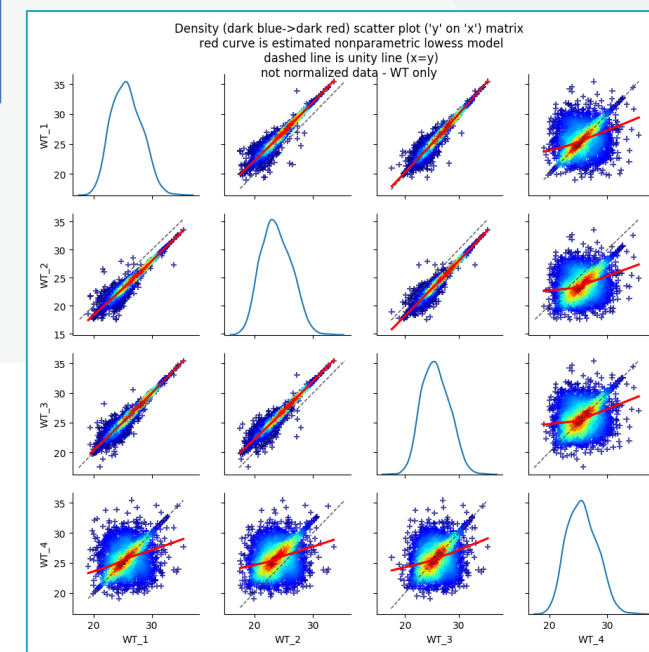 Density (dark blue->dark red) scatter plot ('y' on 'x') matrix
red curve is estimated nonparametric lowess model
dashed line is unity line (x=y)
not normalized data - WT only
WT_1
35
30
25
20
WT_2
35
30
25
20
15
WT_3
35
30
25
20
WT_4
35
30
25
20
20 30 20 30 20 30 20 30
WT_1 WT_2 WT_3 WT_4